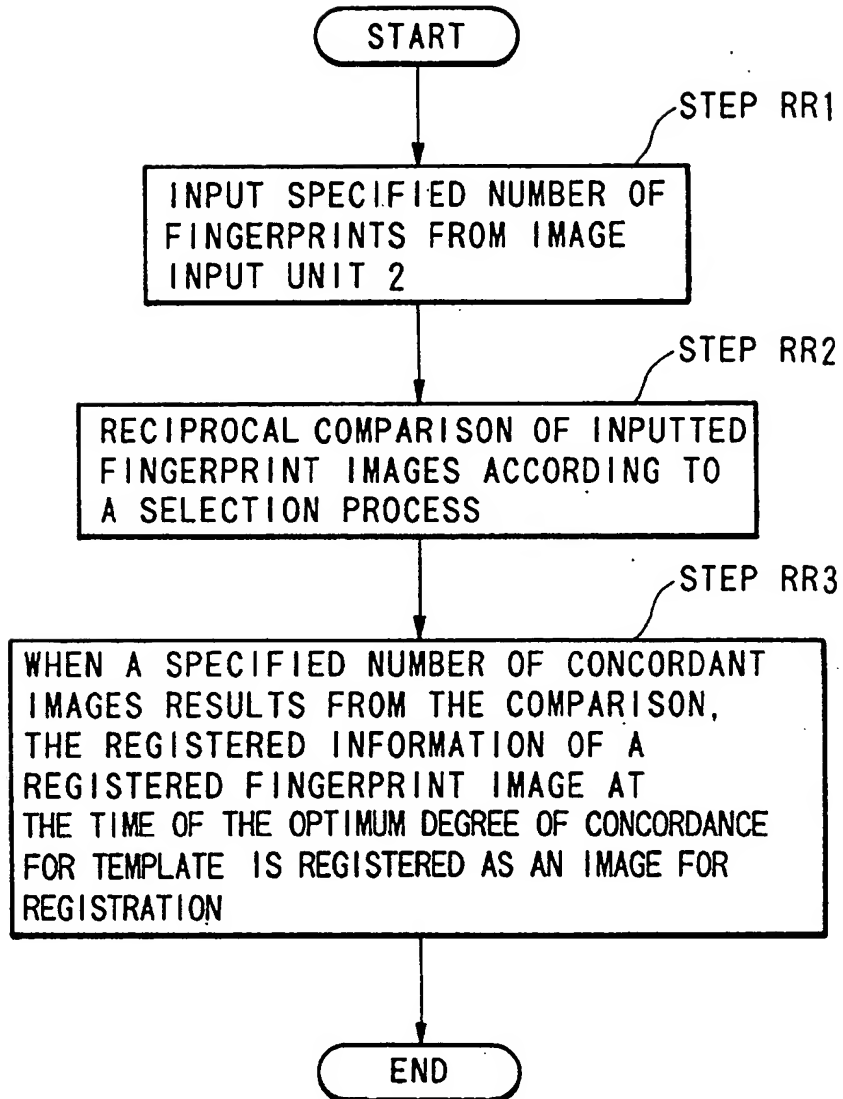 START
STEP RR1
INPUT SPECIFIED NUMBER OF
FINGERPRINTS FROM IMAGE
INPUT UNIT 2
STEP RR2
RECIPROCAL COMPARISON OF INPUTTED
FINGERPRINT IMAGES ACCORDING TO
A SELECTION PROCESS
STEP RR3
WHEN A SPECIFIED NUMBER OF CONCORDANT
IMAGES RESULTS FROM THE COMPARISON,
THE REGISTERED INFORMATION OF A
REGISTERED FINGERPRINT IMAGE AT
THE TIME OF THE OPTIMUM DEGREE OF CONCORDANCE
FOR TEMPLATE IS REGISTERED AS AN IMAGE FOR
REGISTRATION
END